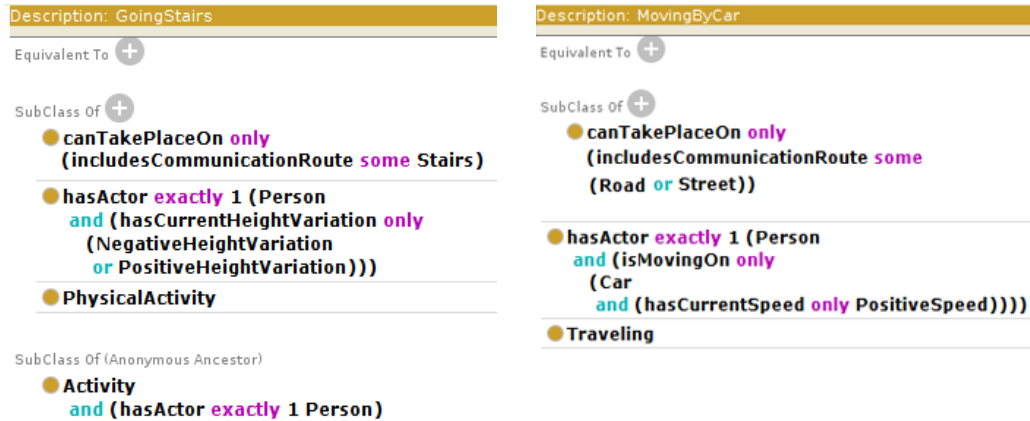 Description: GoingStairs
Equivalent To
SubClass Of
canTakePlaceOn only
(includesCommunicationRoute some Stairs)
hasActor exactly 1 (Person
and (hasCurrentHeightVariation only
(NegativeHeightVariation
or PositiveHeightVariation)))
PhysicalActivity
SubClass Of (Anonymous Ancestor)
Activity
and (hasActor exactly 1 Person)
Description: MovingByCar
Equivalent To
SubClass Of
canTakePlaceOn only
(includesCommunicationRoute some
(Road or Street))
hasActor exactly 1 (Person
and (isMovingOn only
(Car
and (hasCurrentSpeed only PositiveSpeed))))
Traveling